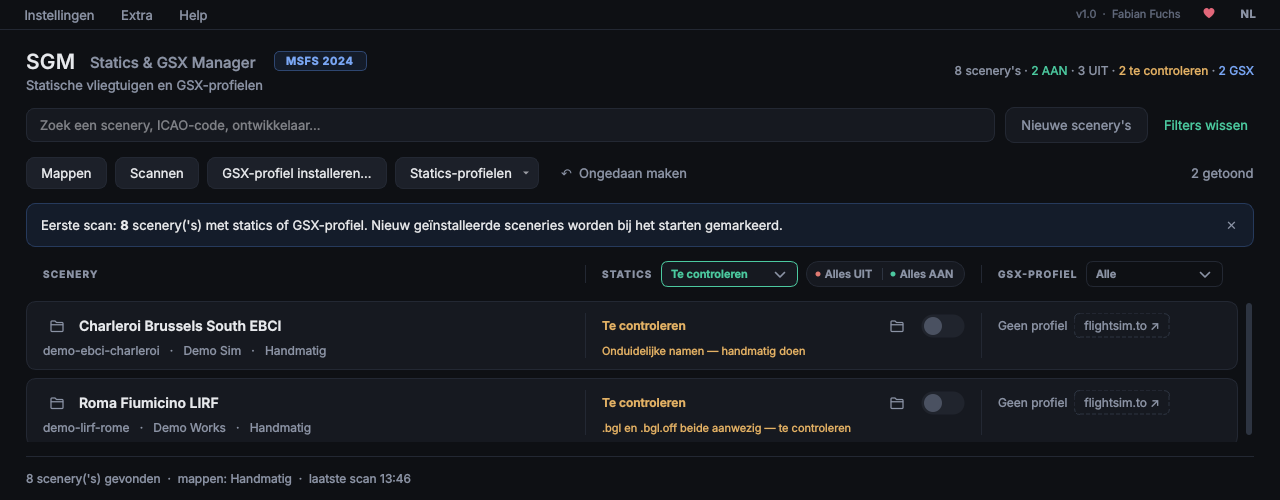 Instellingen Extra Help v1.0 · Fabian Fuchs NL
SGM Statics & GSX Manager MSFS 2024
Statische vliegtuigen en GSX-profielen
8 scenery's · 2 AAN · 3 UIT · 2 te controleren · 2 GSX
Zoek een scenery, ICAO-code, ontwikkelaar... Nieuwe scenery's Filters wissen
Mappen Scannen GSX-profiel installeren... Statics-profielen Ongedaan maken 2 getoond
Eerste scan: 8 scenery('s) met statics of GSX-profiel. Nieuw geïnstalleerde sceneries worden bij het starten gemarkeerd. ×
SCENERY STATICS Te controleren Alles UIT Alles AAN GSX-PROFIEL Alle
Charleroi Brussels South EBCI Te controleren Geen profiel flightsim.to ↗
demo-ebci-charleroi · Demo Sim · Handmatig Onduidelijke namen — handmatig doen
Roma Fiumicino LIRF Te controleren Geen profiel flightsim.to ↗
demo-lirf-rome · Demo Works · Handmatig .bgl en .bgl.off beide aanwezig — te controleren
8 scenery('s) gevonden · mappen: Handmatig · laatste scan 13:46